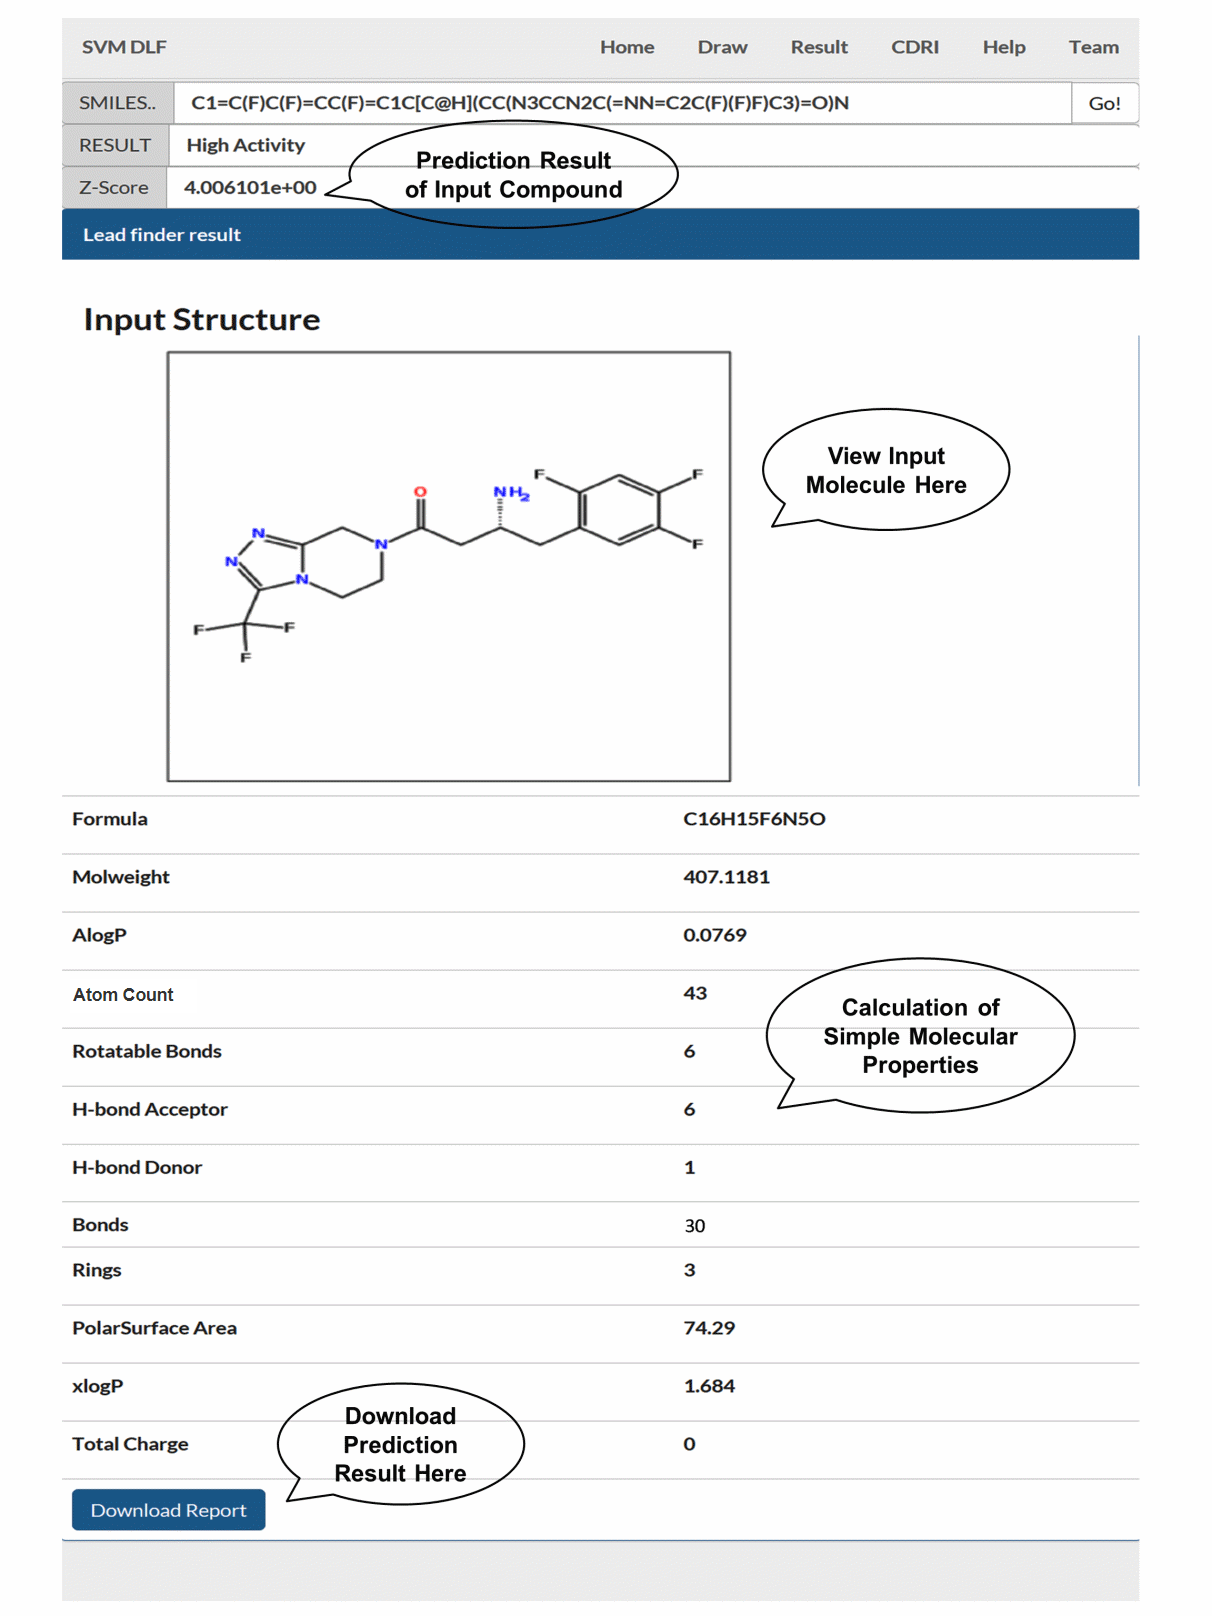 SVM DLF Home Draw Result CDRI Help Team
SMILES.. C1=C(F)C(F)=CC(F)=C1C[C@H](CC(N3CCN2C(=NN=C2C(F)(F)F)C3)=O)N Go!
RESULT High Activity
Z-Score 4.006101e+00
Prediction Result
of Input Compound
Lead finder result
Input Structure
F F
O NH2
N N F
N N
F F
F
View Input
Molecule Here
Formula C16H15F6N5O
Molweight 407.1181
AlogP 0.0769
Atom Count 43
Calculation of
Simple Molecular
Properties
Rotatable Bonds 6
H-bond Acceptor 6
H-bond Donor 1
Bonds 30
Rings 3
PolarSurface Area 74.29
xlogP 1.684
Total Charge 0
Download
Prediction
Result Here
Download Report